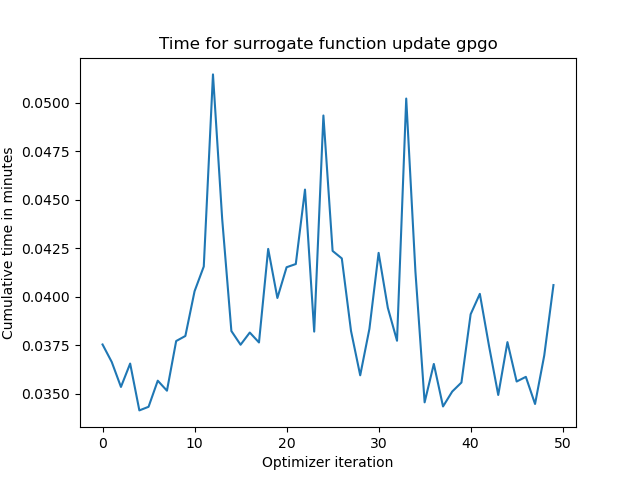 Time for surrogate function update gpgo
Cumulative time in minutes
0.0500
0.0475
0.0450
0.0425
0.0400
0.0375
0.0350
0 10 20 30 40 50
Optimizer iteration